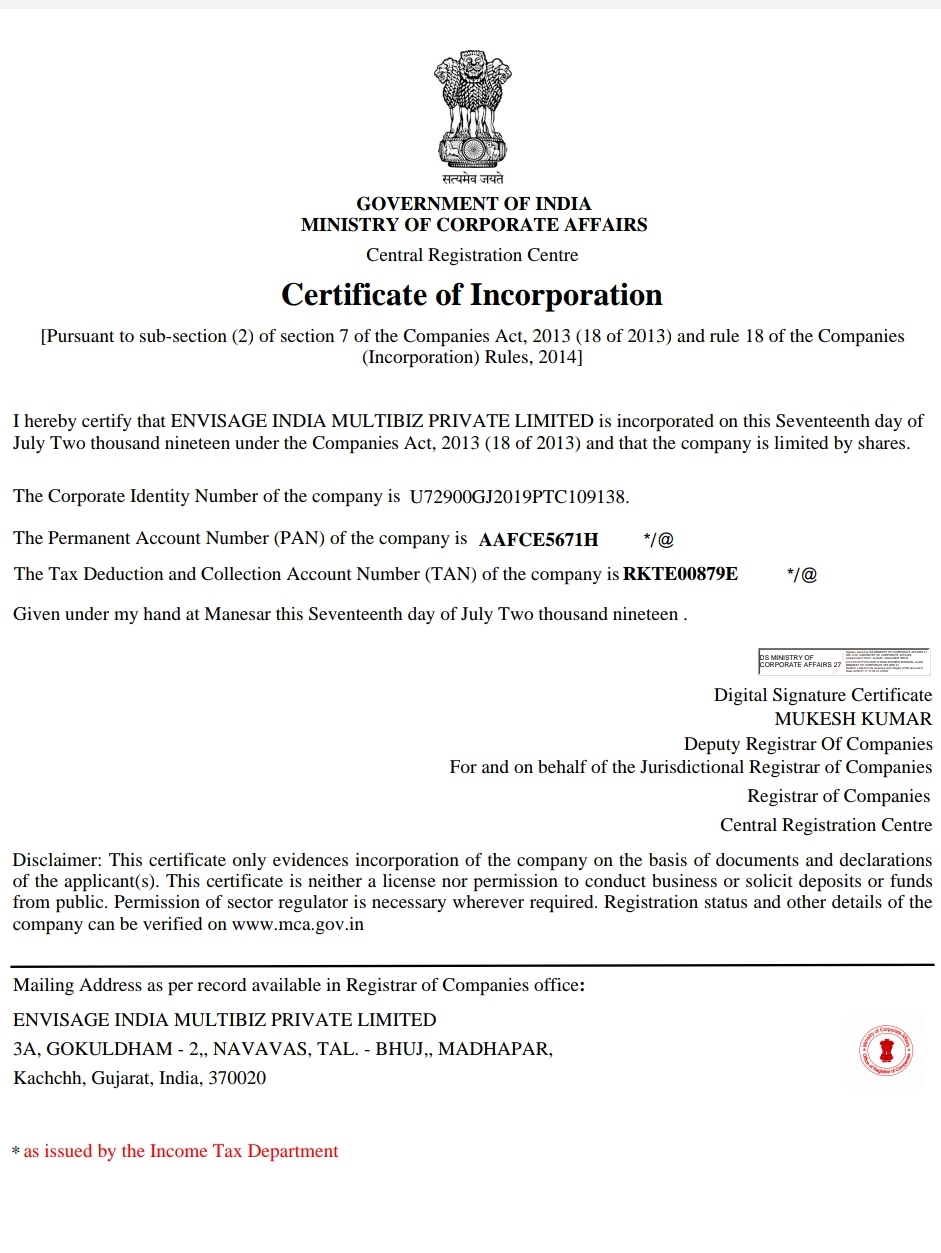 सत्यमेव जयते
GOVERNMENT OF INDIA
MINISTRY OF CORPORATE AFFAIRS
Central Registration Centre
Certificate of Incorporation
[Pursuant to sub-section (2) of section 7 of the Companies Act, 2013 (18 of 2013) and rule 18 of the Companies
(Incorporation) Rules, 2014]
I hereby certify that ENVISAGE INDIA MULTIBIZ PRIVATE LIMITED is incorporated on this Seventeenth day of
July Two thousand nineteen under the Companies Act, 2013 (18 of 2013) and that the company is limited by shares.
The Corporate Identity Number of the company is U72900GJ2019PTC109138.
The Permanent Account Number (PAN) of the company is AAFCE5671H */@
The Tax Deduction and Collection Account Number (TAN) of the company is RKTE00879E */@
Given under my hand at Manesar this Seventeenth day of July Two thousand nineteen .
DS MINISTRY OF
CORPORATE AFFAIRS 27
Digital Signature Certificate
MUKESH KUMAR
Deputy Registrar Of Companies
For and on behalf of the Jurisdictional Registrar of Companies
Registrar of Companies
Central Registration Centre
Disclaimer: This certificate only evidences incorporation of the company on the basis of documents and declarations
of the applicant(s). This certificate is neither a license nor permission to conduct business or solicit deposits or funds
from public. Permission of sector regulator is necessary wherever required. Registration status and other details of the
company can be verified on www.mca.gov.in
Mailing Address as per record available in Registrar of Companies office:
ENVISAGE INDIA MULTIBIZ PRIVATE LIMITED
3A, GOKULDHAM - 2,, NAVAVAS, TAL. - BHUJ,, MADHAPAR,
Kachchh, Gujarat, India, 370020
Ministry of Corporate Affairs
Office of Registrar of Companies
* as issued by the Income Tax Department